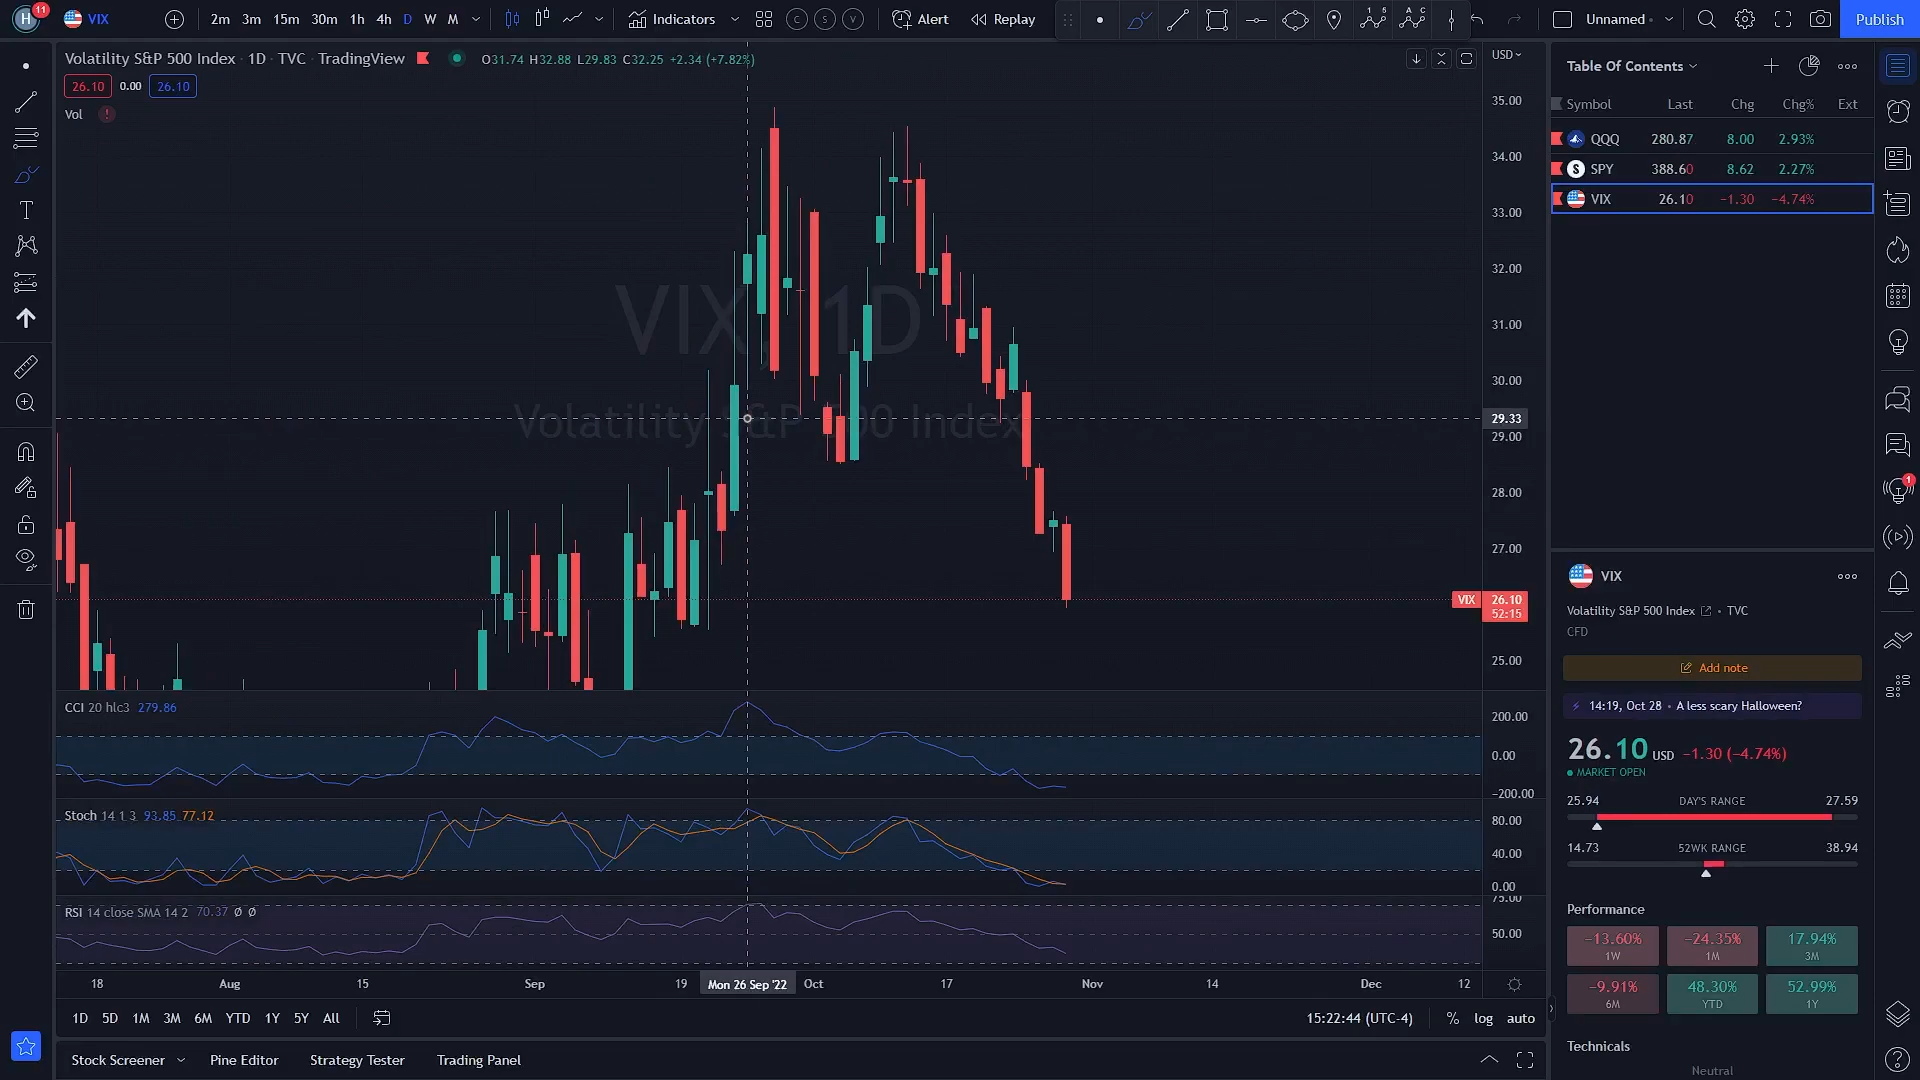 H 11 VIX 2m 3m 15m 30m 1h 4h D W M Indicators C S V Alert Replay Unnamed Publish
Volatility S&P 500 Index · 1D · TVC TradingView O31.74 H32.88 L29.83 C32.25 +2.34 (+7.82%) USD
26.10 0.00 26.10
Vol !
VIX, 1D
Volatility S&P 500 Index
35.00
34.00
33.00
32.00
31.00
30.00
29.33
29.00
28.00
27.00
VIX 26.10
52:15
25.00
CCI 20 hlc3 279.86
200.00
0.00
−200.00
Stoch 14 1 3 93.85 77.12
80.00
40.00
0.00
RSI 14 close SMA 14 2 70.37 Ø Ø
75.00
50.00
18 Aug 15 Sep 19 Mon 26 Sep '22 Oct 17 Nov 14 Dec 12
1D 5D 1M 3M 6M YTD 1Y 5Y All 15:22:44 (UTC-4) % log auto
Stock Screener Pine Editor Strategy Tester Trading Panel
Table Of Contents
Symbol Last Chg Chg% Ext
QQQ 280.87 8.00 2.93%
S SPY 388.60 8.62 2.27%
VIX 26.10 −1.30 −4.74%
VIX
Volatility S&P 500 Index • TVC
CFD
Add note
14:19, Oct 28 • A less scary Halloween?
26.10 USD −1.30 (−4.74%)
MARKET OPEN
25.94 DAY'S RANGE 27.59
14.73 52WK RANGE 38.94
Performance
−13.60% −24.35% 17.94%
1W 1M 3M
−9.91% 48.30% 52.99%
6M YTD 1Y
Technicals
Neutral
1